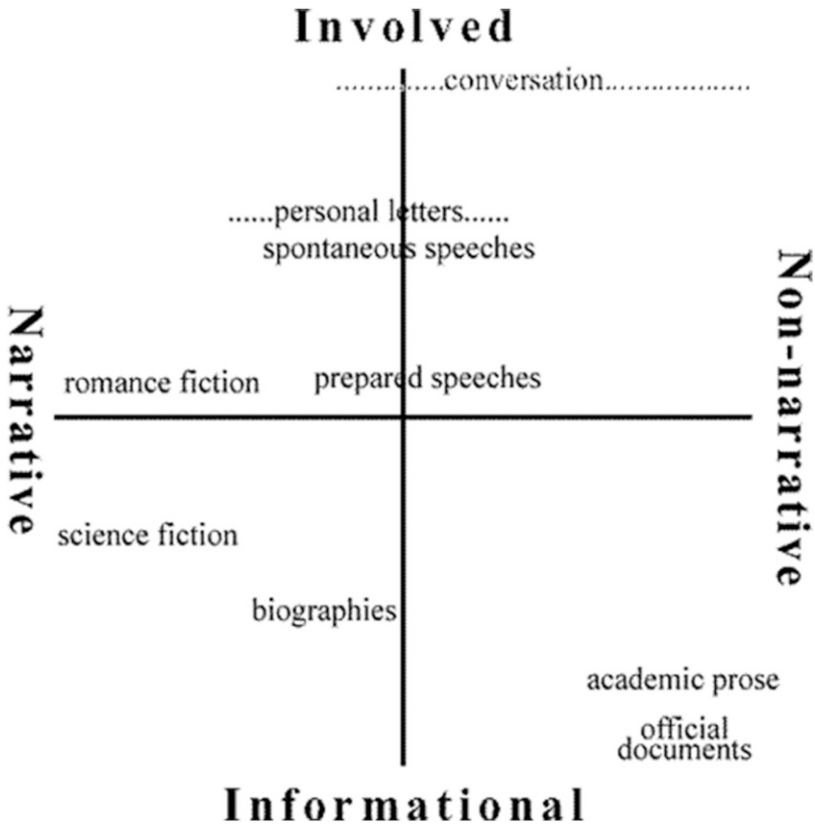 Involved
..............conversation...................
......personal letters......
spontaneous speeches
Narrative
Non-narrative
romance fiction
prepared speeches
science fiction
biographies
academic prose
official
documents
Informational